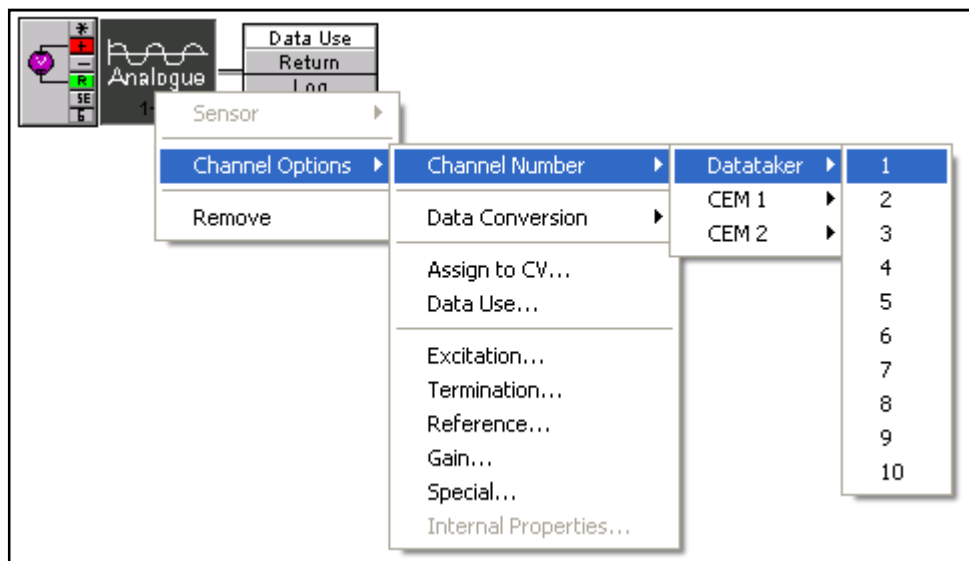 *
+
–
R
SE
G
V
Analogue
Data Use
Return
Log
Sensor
Channel Options
Remove
Channel Number
Data Conversion
Assign to CV...
Data Use...
Excitation...
Termination...
Reference...
Gain...
Special...
Internal Properties...
Datataker
CEM 1
CEM 2
1
2
3
4
5
6
7
8
9
10